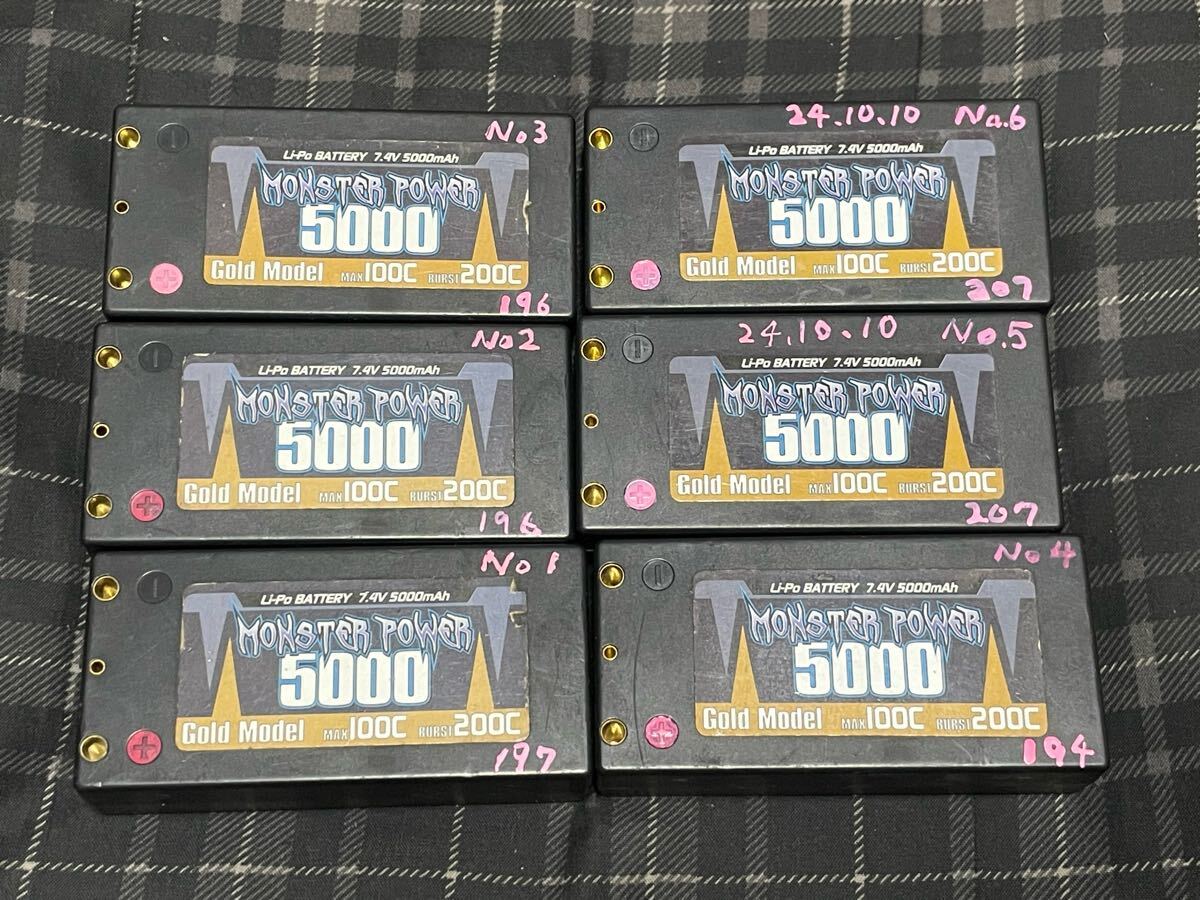 No3
Li-Po BATTERY 7.4V 5000mAh
MONSTER POWER
5000
Gold Model MAX100C BURST200C
196
24.10.10 No.6
Li-Po BATTERY 7.4V 5000mAh
MONSTER POWER
5000
Gold Model MAX100C BURST200C
207
No2
Li-Po BATTERY 7.4V 5000mAh
MONSTER POWER
5000
Gold Model MAX100C BURST200C
196
24.10.10 No.5
Li-Po BATTERY 7.4V 5000mAh
MONSTER POWER
5000
Gold Model MAX100C BURST200C
207
No1
Li-Po BATTERY 7.4V 5000mAh
MONSTER POWER
5000
Gold Model MAX100C BURST200C
197
No4
Li-Po BATTERY 7.4V 5000mAh
MONSTER POWER
5000
Gold Model MAX100C BURST200C
194